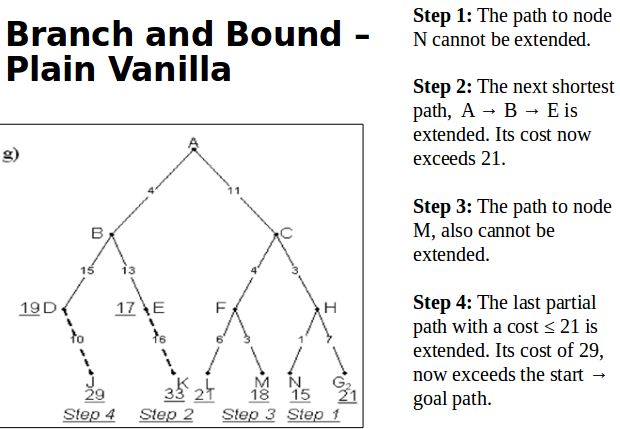 Branch and Bound –
Plain Vanilla
g)
A
4
11
B
C
15
13
4
3
19 D
17 E
F
H
10
16
6
3
1
7
J
K
L
M
N
G₂
29
33
21
18
15
21
Step 4
Step 2
Step 3
Step 1
Step 1: The path to node
N cannot be extended.
Step 2: The next shortest
path, A → B → E is
extended. Its cost now
exceeds 21.
Step 3: The path to node
M, also cannot be
extended.
Step 4: The last partial
path with a cost ≤ 21 is
extended. Its cost of 29,
now exceeds the start →
goal path.